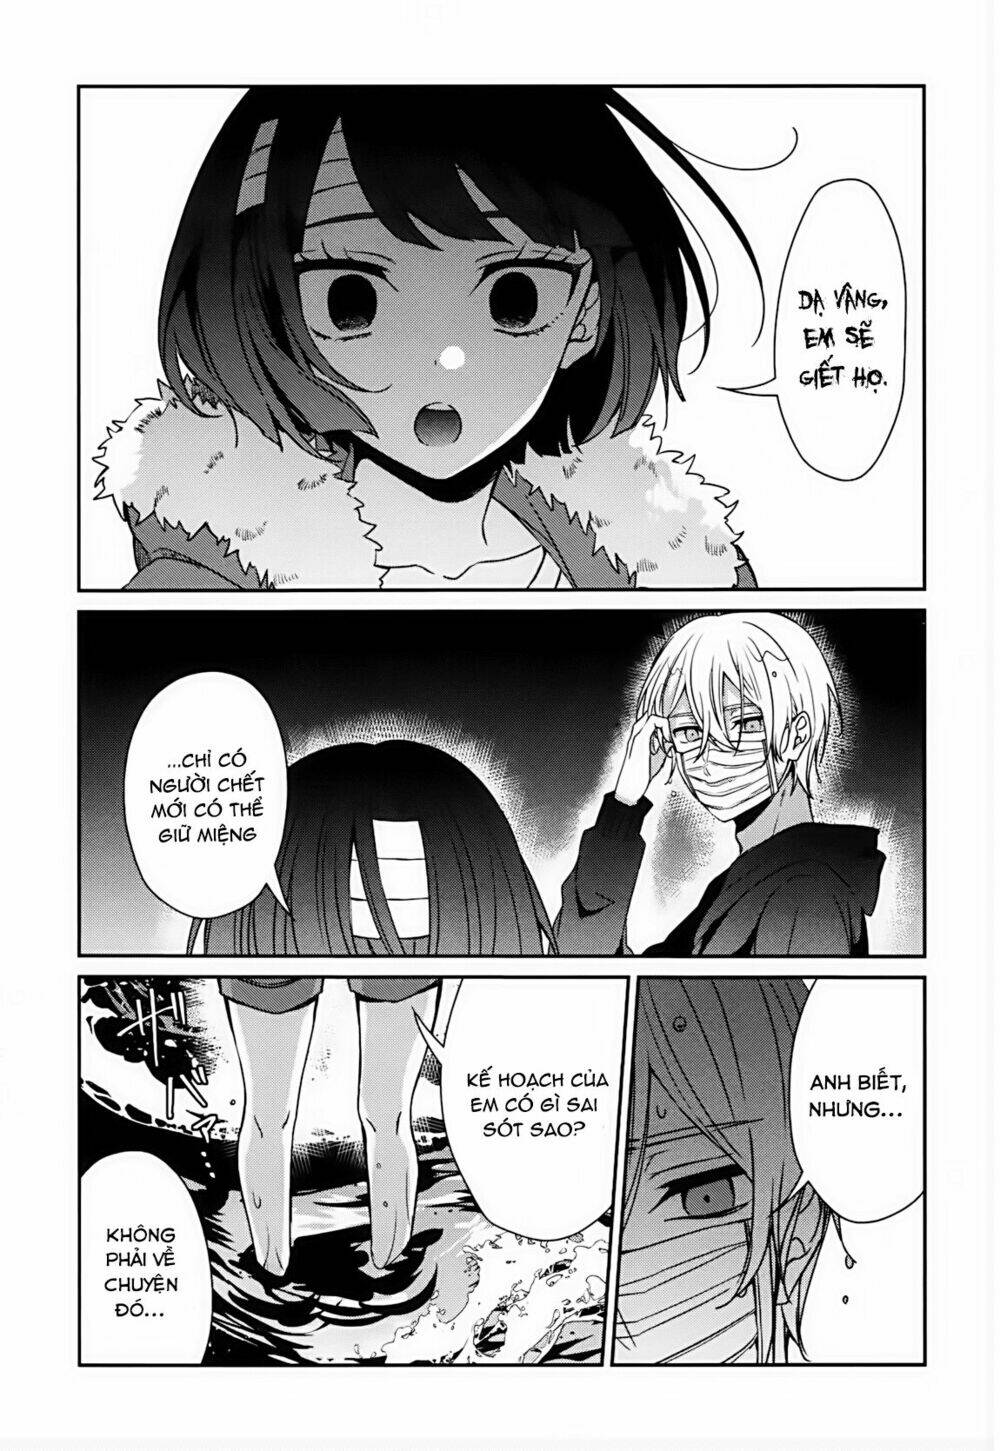 DẠ VÂNG,
EM SẼ
GIẾT HỌ.
...CHỈ CÓ
NGƯỜI CHẾT
MỚI CÓ THỂ
GIỮ MIỆNG
ANH BIẾT,
NHƯNG...
KẾ HOẠCH CỦA
EM CÓ GÌ SAI
SÓT SAO?
KHÔNG
PHẢI VỀ
CHUYỆN
ĐÓ...